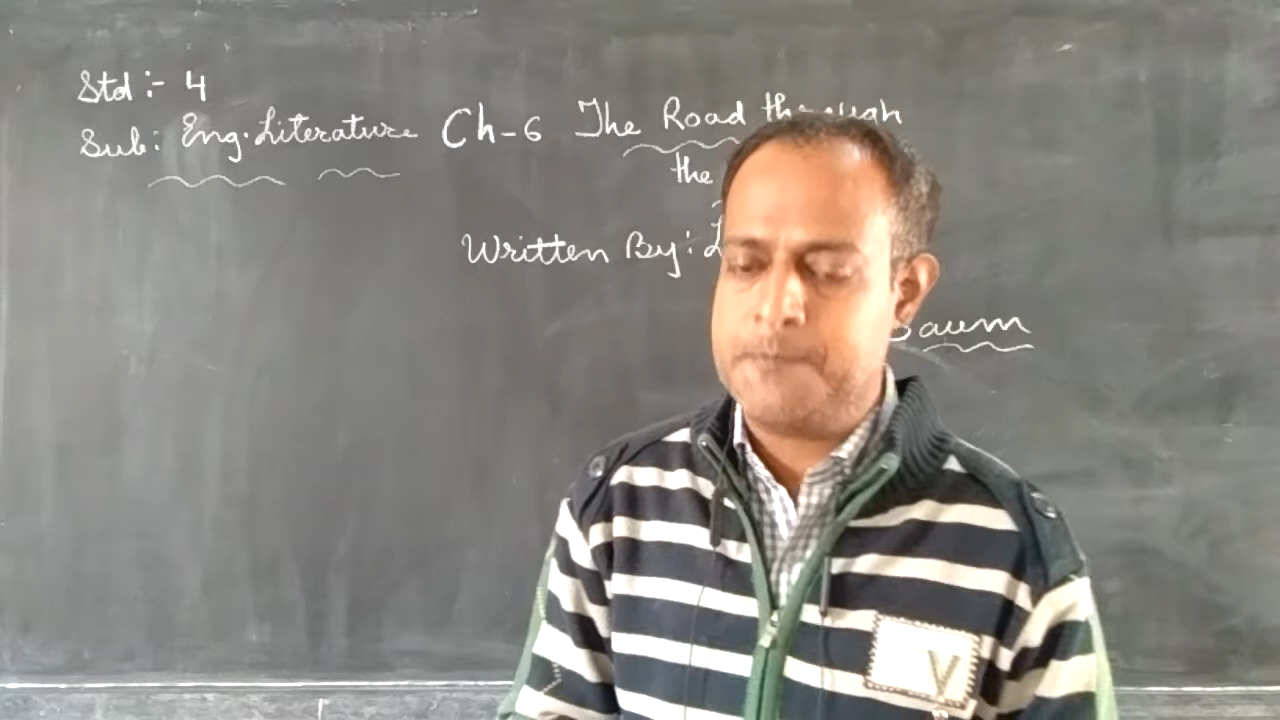 Std :- 4
Sub: Eng. Literature Ch-6 The Road through
the
Written By:
Baum
V